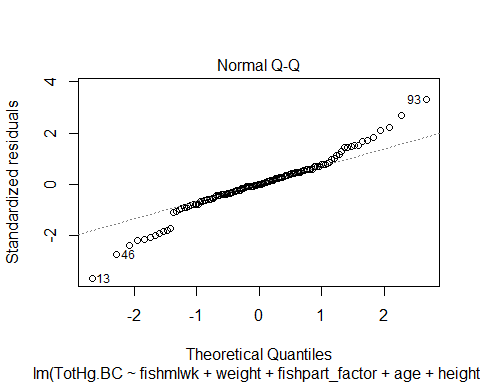 Normal Q-Q
Standardized residuals
4
2
0
-2
93
46
13
-2 -1 0 1 2
Theoretical Quantiles
lm(TotHg.BC ~ fishmlwk + weight + fishpart_factor + age + height